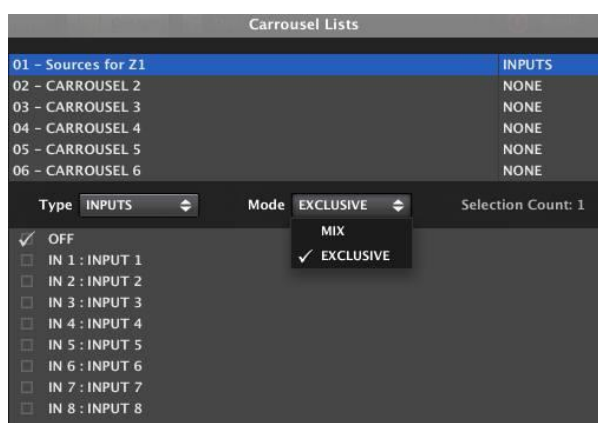 Carrousel Lists
01 – Sources for Z1 INPUTS
02 – CARROUSEL 2 NONE
03 – CARROUSEL 3 NONE
04 – CARROUSEL 4 NONE
05 – CARROUSEL 5 NONE
06 – CARROUSEL 6 NONE
Type INPUTS Mode EXCLUSIVE Selection Count: 1
MIX
EXCLUSIVE
OFF
IN 1 : INPUT 1
IN 2 : INPUT 2
IN 3 : INPUT 3
IN 4 : INPUT 4
IN 5 : INPUT 5
IN 6 : INPUT 6
IN 7 : INPUT 7
IN 8 : INPUT 8